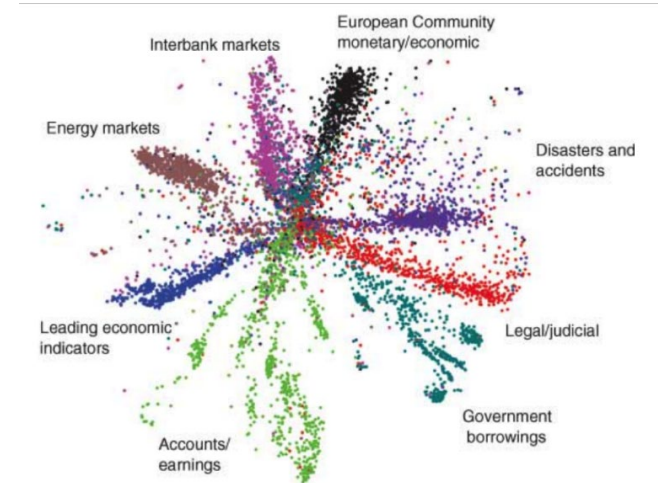 European Community
monetary/economic
Interbank markets
Energy markets
Disasters and
accidents
Leading economic
indicators
Legal/judicial
Government
borrowings
Accounts/
earnings